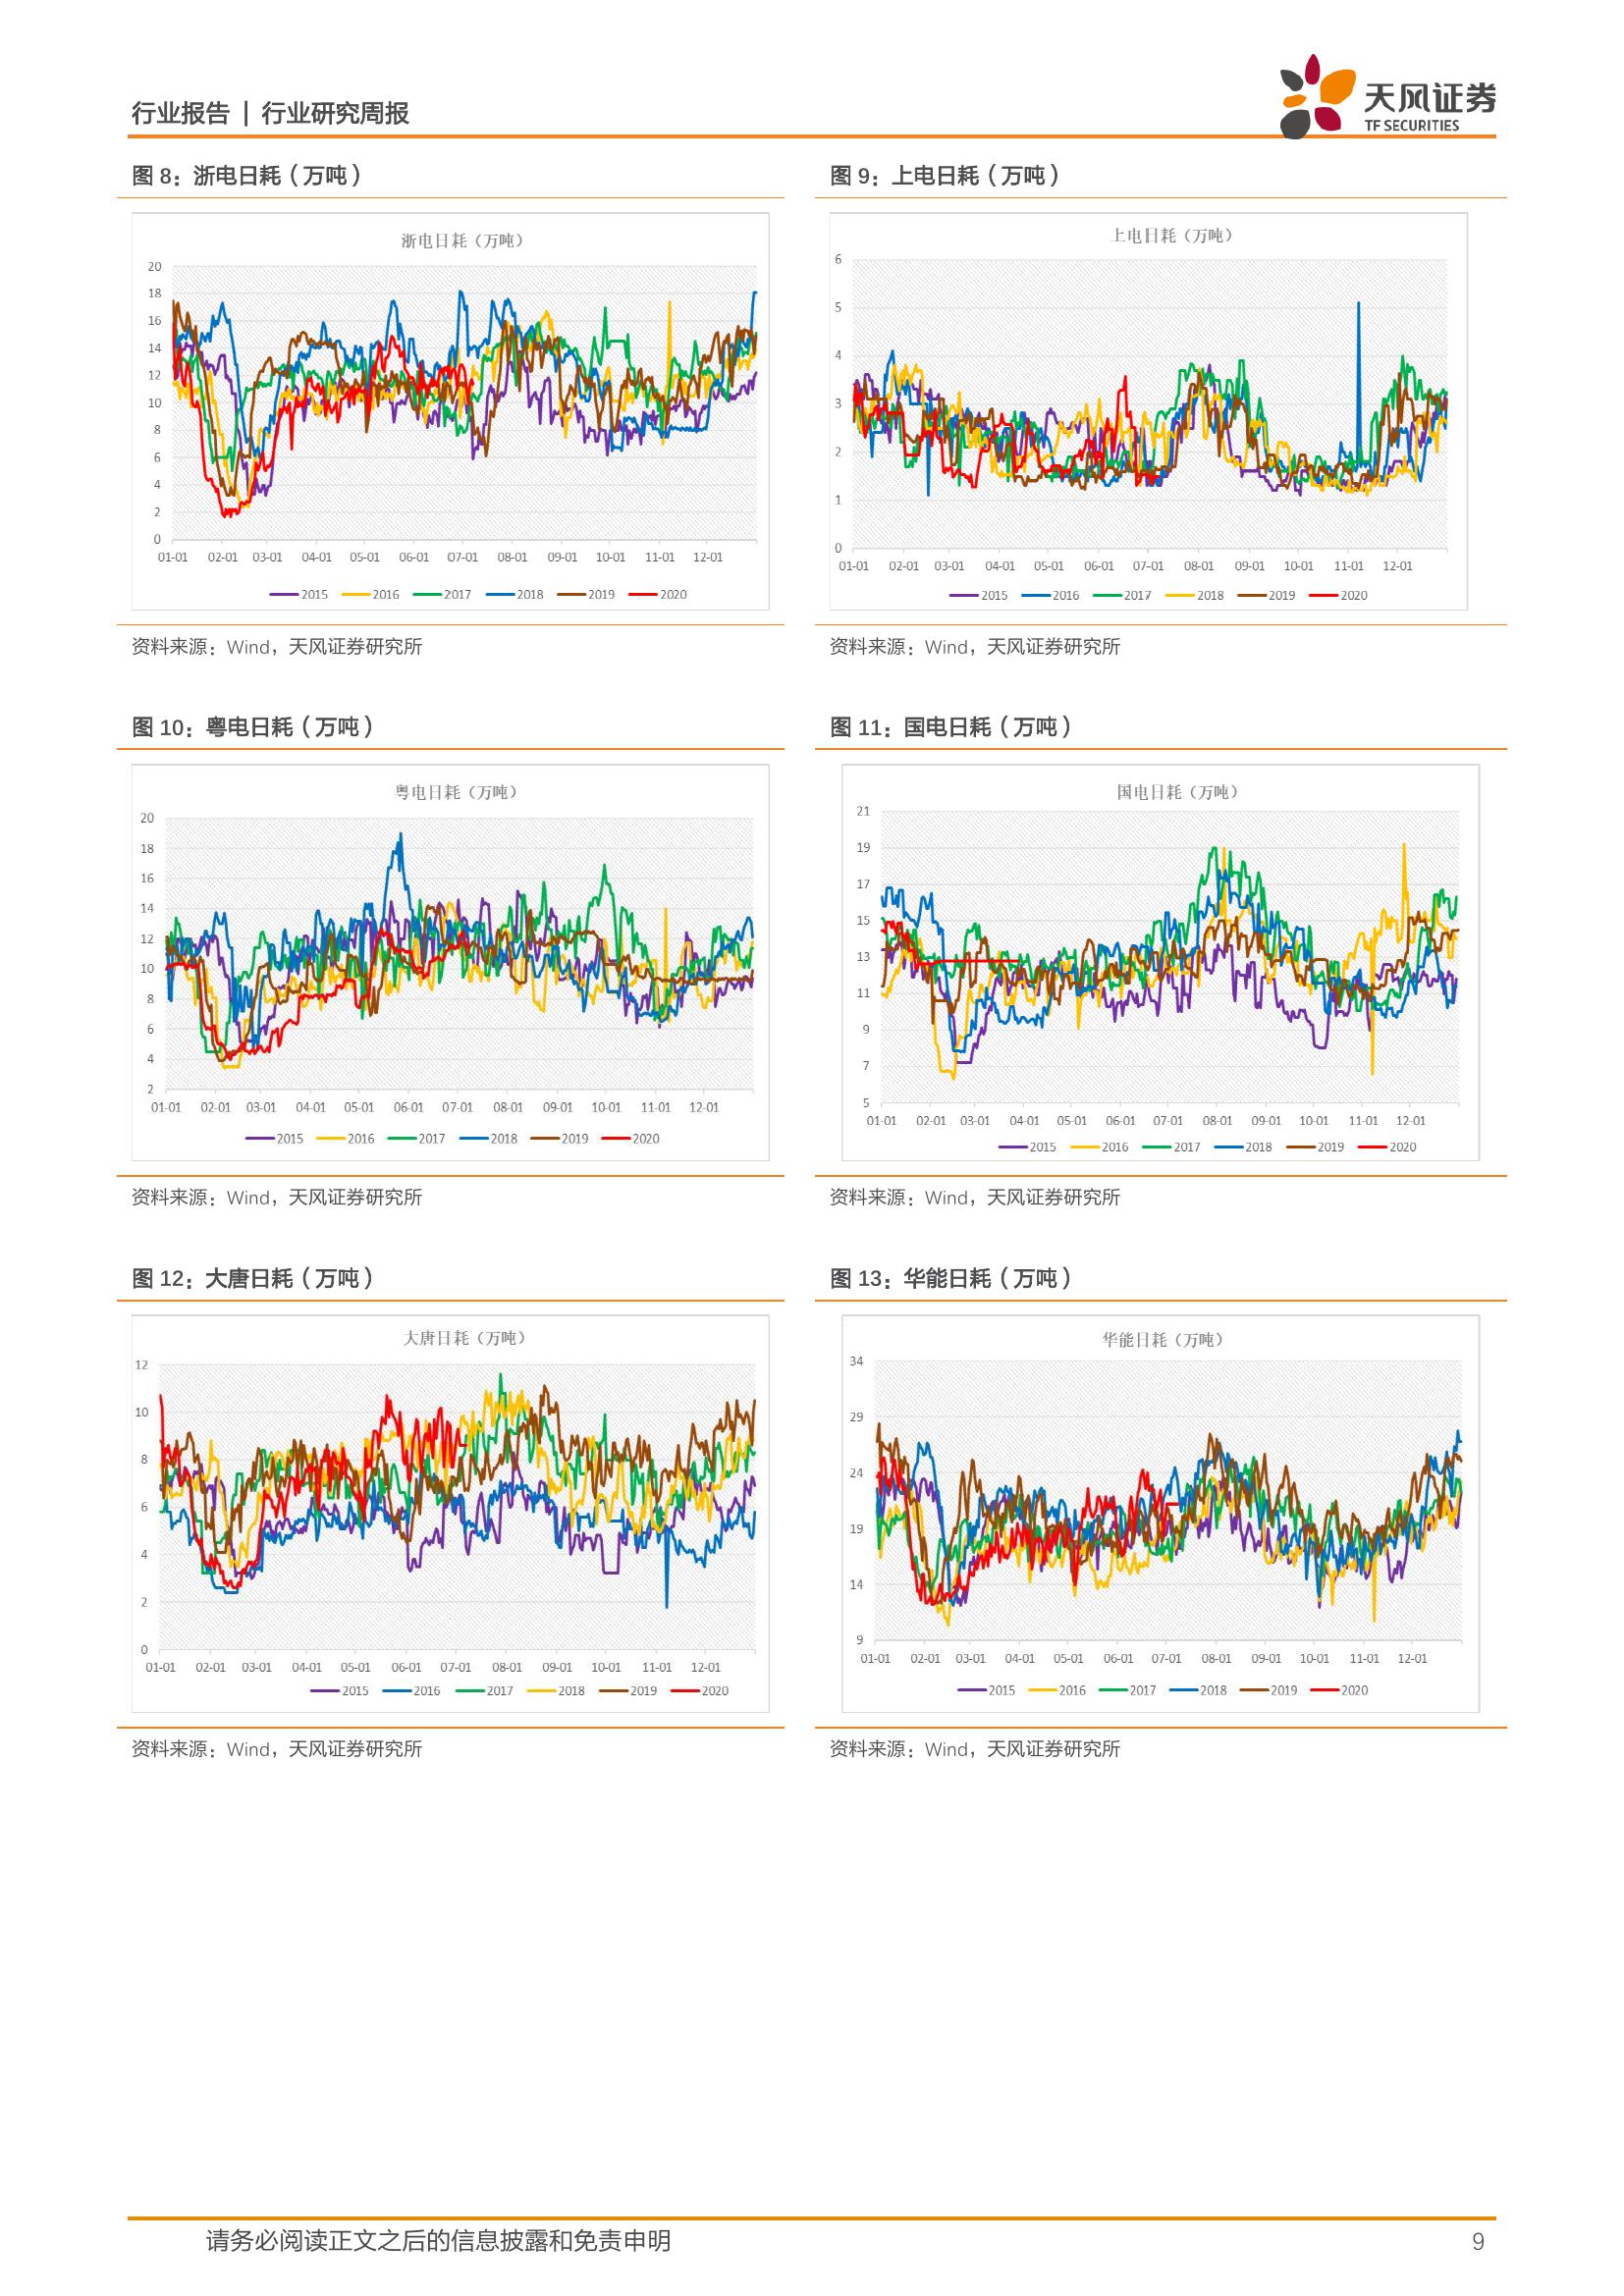 行业报告 | 行业研究周报
天风证券
TF SECURITIES
图 8：浙电日耗（万吨）
浙电日耗（万吨）
20
18
16
14
12
10
8
6
4
2
0
01-01 02-01 03-01 04-01 05-01 06-01 07-01 08-01 09-01 10-01 11-01 12-01
2015 2016 2017 2018 2019 2020
资料来源：Wind，天风证券研究所
图 9：上电日耗（万吨）
上电日耗（万吨）
6
5
4
3
2
1
0
01-01 02-01 03-01 04-01 05-01 06-01 07-01 08-01 09-01 10-01 11-01 12-01
2015 2016 2017 2018 2019 2020
资料来源：Wind，天风证券研究所
图 10：粤电日耗（万吨）
粤电日耗（万吨）
20
18
16
14
12
10
8
6
4
2
01-01 02-01 03-01 04-01 05-01 06-01 07-01 08-01 09-01 10-01 11-01 12-01
2015 2016 2017 2018 2019 2020
资料来源：Wind，天风证券研究所
图 11：国电日耗（万吨）
国电日耗（万吨）
21
19
17
15
13
11
9
7
5
01-01 02-01 03-01 04-01 05-01 06-01 07-01 08-01 09-01 10-01 11-01 12-01
2015 2016 2017 2018 2019 2020
资料来源：Wind，天风证券研究所
图 12：大唐日耗（万吨）
大唐日耗（万吨）
12
10
8
6
4
2
0
01-01 02-01 03-01 04-01 05-01 06-01 07-01 08-01 09-01 10-01 11-01 12-01
2015 2016 2017 2018 2019 2020
资料来源：Wind，天风证券研究所
图 13：华能日耗（万吨）
华能日耗（万吨）
34
29
24
19
14
9
01-01 02-01 03-01 04-01 05-01 06-01 07-01 08-01 09-01 10-01 11-01 12-01
2015 2016 2017 2018 2019 2020
资料来源：Wind，天风证券研究所
请务必阅读正文之后的信息披露和免责申明
9